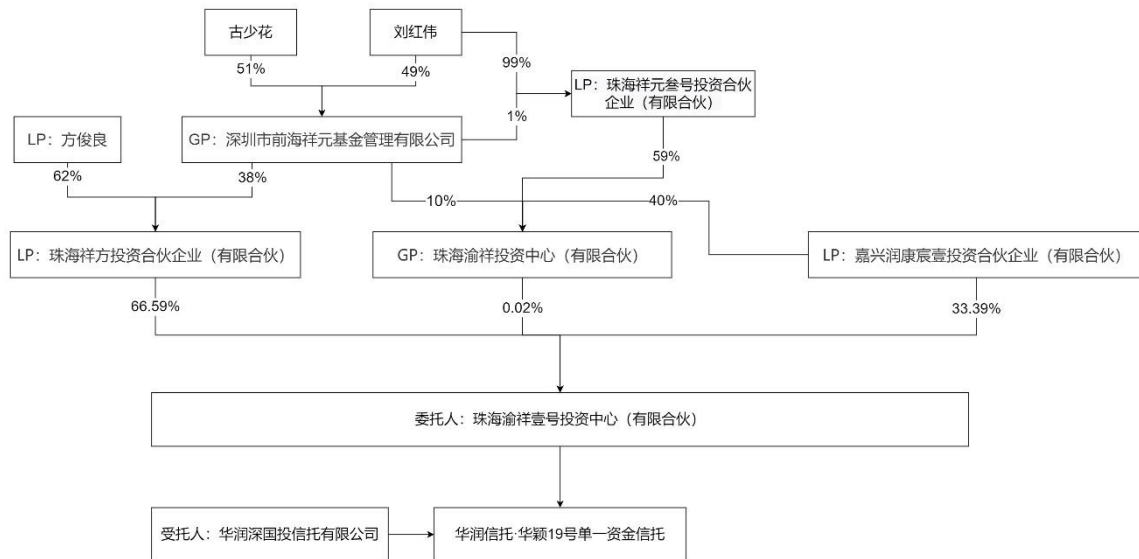 古少花
刘红伟
51%
49%
99%
LP：珠海祥元叁号投资合伙
企业（有限合伙）
1%
LP：方俊良
GP：深圳市前海祥元基金管理有限公司
59%
62%
38%
10%
40%
LP：珠海祥方投资合伙企业（有限合伙）
GP：珠海渝祥投资中心（有限合伙）
LP：嘉兴润康宸壹投资合伙企业（有限合伙）
66.59%
0.02%
33.39%
委托人：珠海渝祥壹号投资中心（有限合伙）
受托人：华润深国投信托有限公司
华润信托·华颖19号单一资金信托